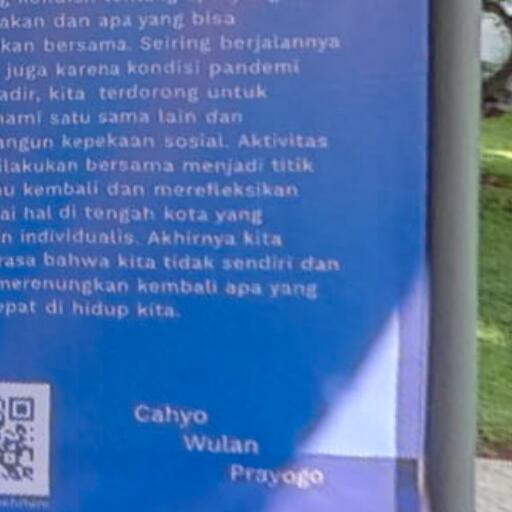 akan dan apa yang bisa
kan bersama. Seiring berjalannya
juga karena kondisi pandemi
adir, kita terdorong untuk
nami satu sama lain dan
angun kepekaan sosial. Aktivitas
ilakukan bersama menjadi titik
u kembali dan merefleksikan
ai hal di tengah kota yang
n individualis. Akhirnya kita
rasa bahwa kita tidak sendiri dan
merenungkan kembali apa yang
epat di hidup kita.
Cahyo
Wulan
Prayogo